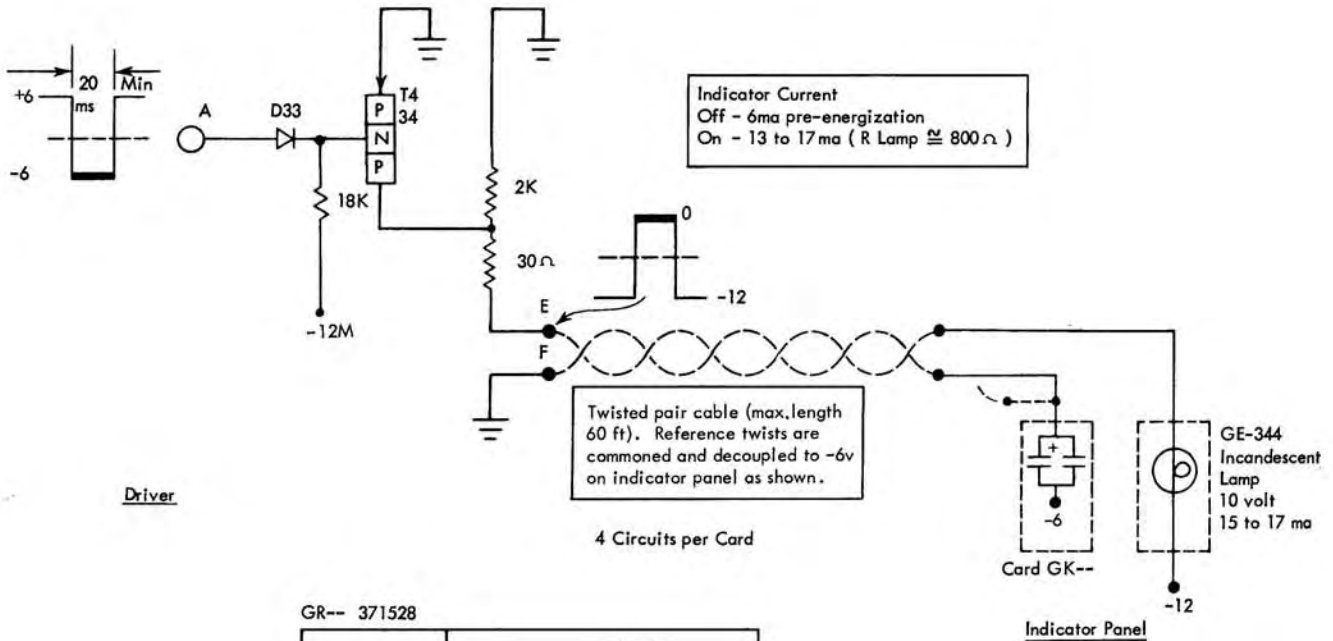 20
Min
+6
ms
-6
A
D33
T4
34
P
N
P
18K
-12M
2K
30Ω
Indicator Current
Off - 6ma pre-energization
On - 13 to 17 ma ( R Lamp ≅ 800 Ω )
0
-12
E
F
Twisted pair cable (max. length
60 ft). Reference twists are
commoned and decoupled to -6v
on indicator panel as shown.
+
-6
Card GK--
GE-344
Incandescent
Lamp
10 volt
15 to 17 ma
-12
Indicator Panel
Driver
4 Circuits per Card
GR-- 371528